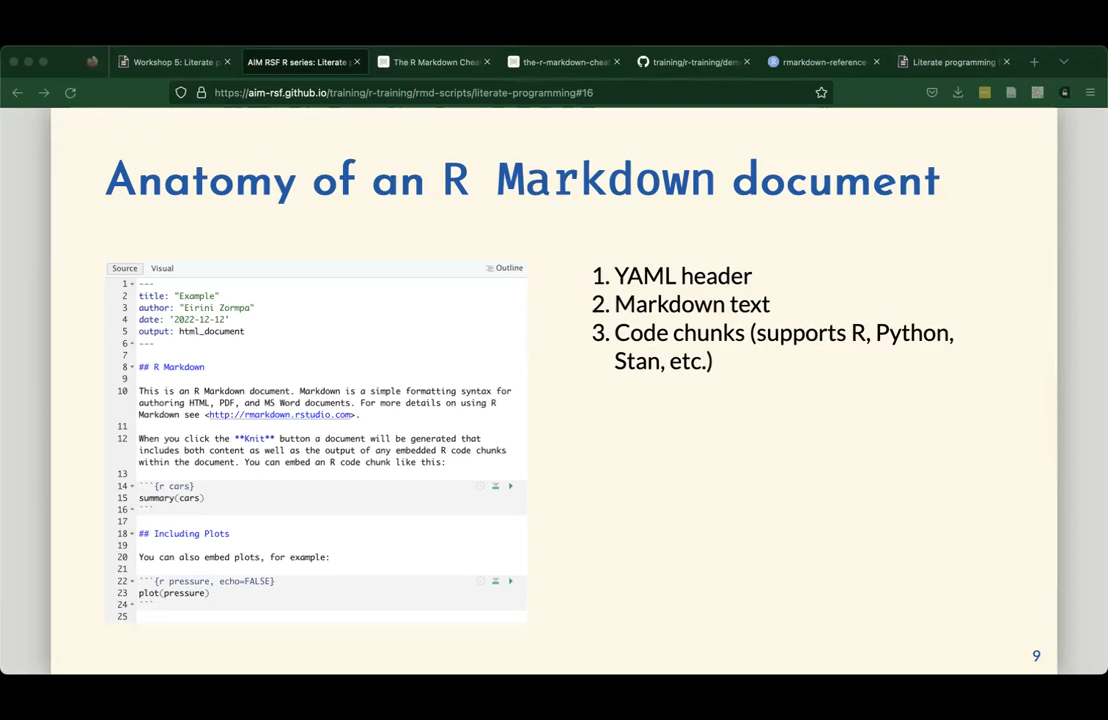 Workshop 5: Literate p
AIM RSF R series: Literate
The R Markdown Chea
the-r-markdown-cheat
training/r-training/dem
rmarkdown-reference
Literate programming
https://aim-rsf.github.io/training/r-training/rmd-scripts/literate-programming#16
Anatomy of an R Markdown document
Source Visual Outline
1 ---
2 title: "Example"
3 author: "Eirini Zormpa"
4 date: '2022-12-12'
5 output: html_document
6 ---
7
8 ## R Markdown
9
10 This is an R Markdown document. Markdown is a simple formatting syntax for
authoring HTML, PDF, and MS Word documents. For more details on using R
Markdown see <http://rmarkdown.rstudio.com>.
11
12 When you click the **Knit** button a document will be generated that
includes both content as well as the output of any embedded R code chunks
within the document. You can embed an R code chunk like this:
13
14 ```{r cars}
15 summary(cars)
16 ```
17
18 ## Including Plots
19
20 You can also embed plots, for example:
21
22 ```{r pressure, echo=FALSE}
23 plot(pressure)
24 ```
25
1. YAML header
2. Markdown text
3. Code chunks (supports R, Python,
Stan, etc.)
9